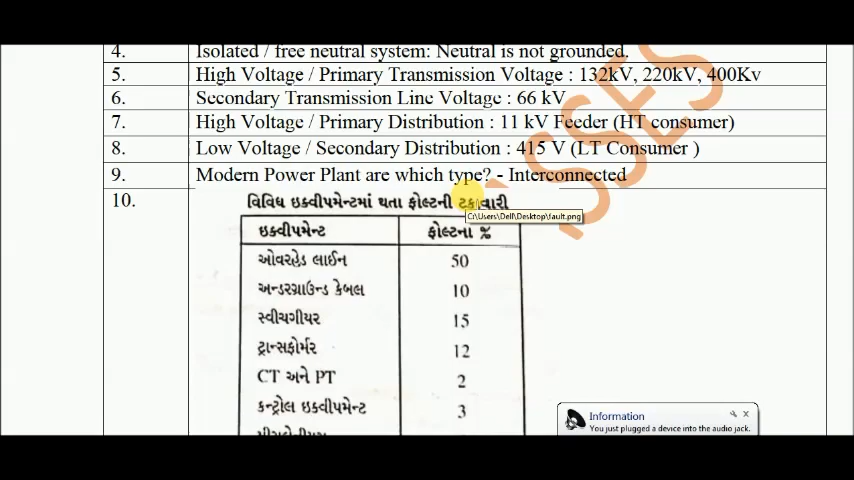 4. Isolated / free neutral system: Neutral is not grounded.
5. High Voltage / Primary Transmission Voltage : 132kV, 220kV, 400Kv
6. Secondary Transmission Line Voltage : 66 kV
7. High Voltage / Primary Distribution : 11 kV Feeder (HT consumer)
8. Low Voltage / Secondary Distribution : 415 V (LT Consumer )
9. Modern Power Plant are which type? - Interconnected
10. વિવિધ ઇક્વીપમેન્ટમાં થતા ફોલ્ટની ટકાવારી
C:\Users\Dell\Desktop\fault.png
ઇક્વીપમેન્ટ ફોલ્ટના %
ઓવરહેડ લાઈન 50
અન્ડરગ્રાઉન્ડ કેબલ 10
સ્વીચગીયર 15
ટ્રાન્સફોર્મર 12
CT અને PT 2
કન્ટ્રોલ ઇક્વીપમેન્ટ 3
Information
You just plugged a device into the audio jack.